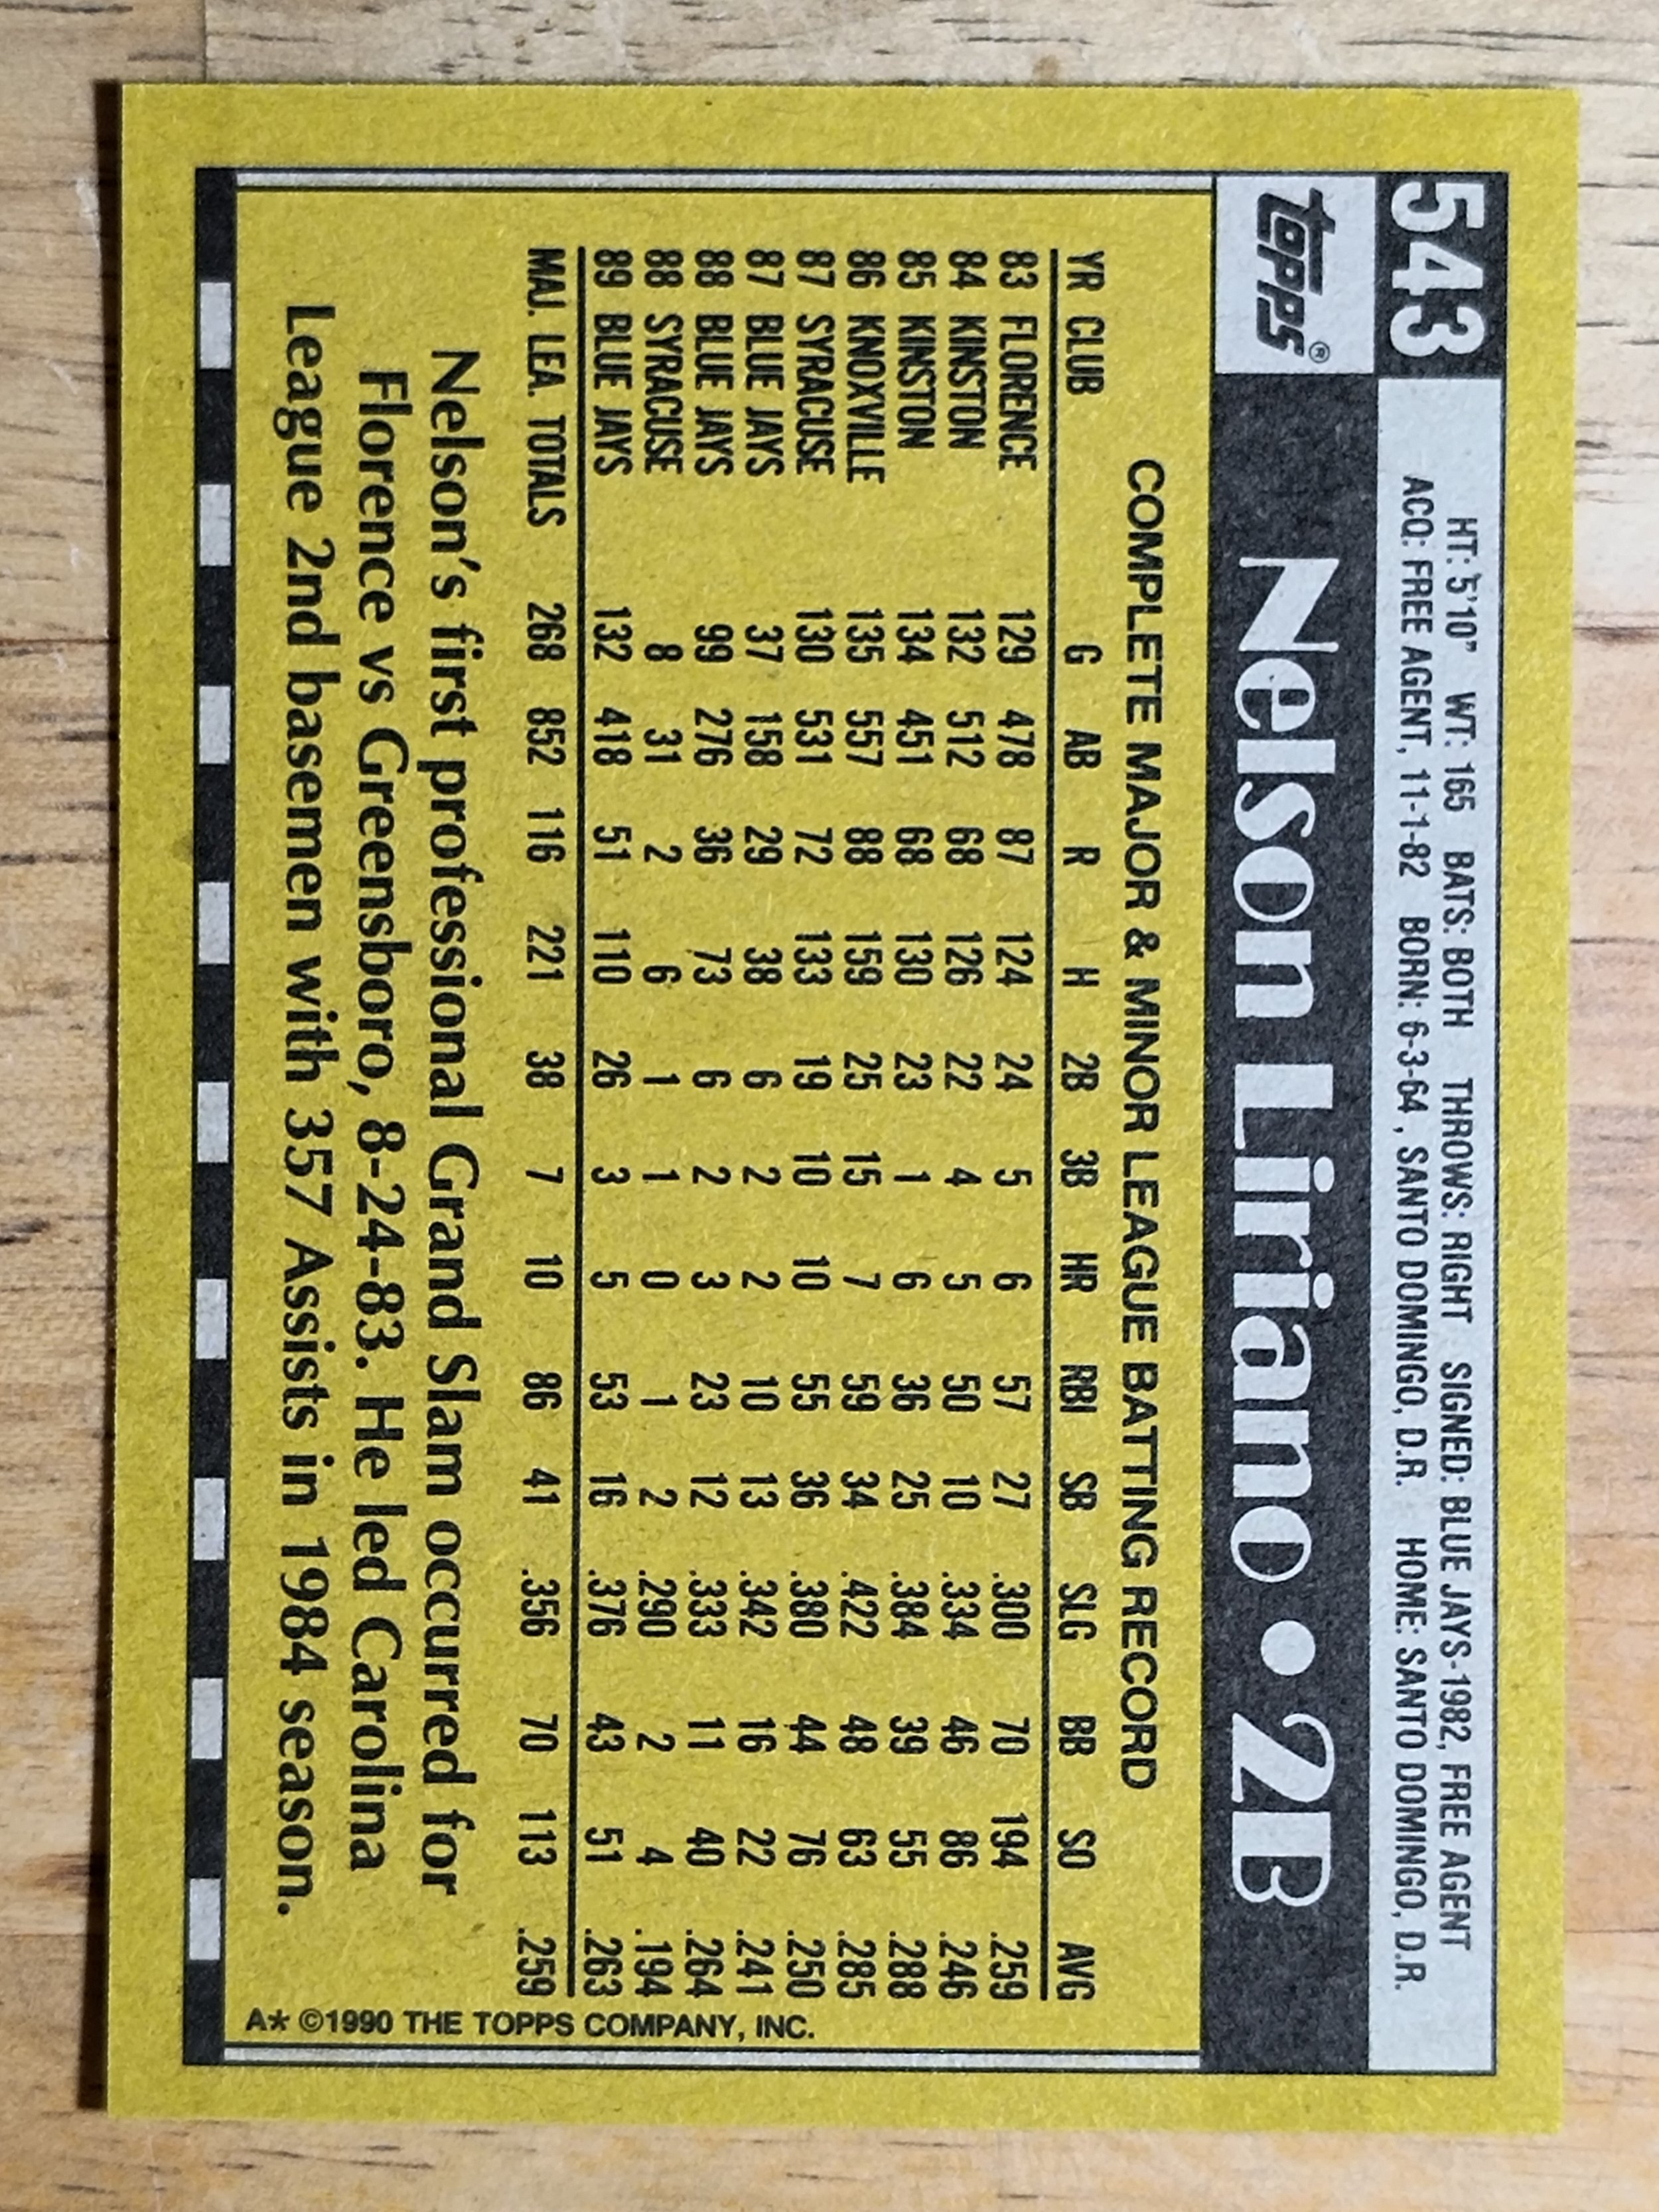 543
HT: 5'10" WT: 165 BATS: BOTH THROWS: RIGHT SIGNED: BLUE JAYS-1982, FREE AGENT
ACQ: FREE AGENT, 11-1-82 BORN: 6-3-64, SANTO DOMINGO, D.R. HOME: SANTO DOMINGO, D.R.
topps®
Nelson Liriano • 2B
COMPLETE MAJOR & MINOR LEAGUE BATTING RECORD
YR CLUB G AB R H 2B 3B HR RBI SB SLG BB SO AVG
83 FLORENCE 129 478 87 124 24 5 6 57 27 .300 70 194 .259
84 KINSTON 132 512 68 126 22 4 5 50 10 .334 46 86 .246
85 KINSTON 134 451 68 130 23 1 6 36 25 .384 39 55 .288
86 KNOXVILLE 135 557 88 159 25 15 7 59 34 .422 48 63 .285
87 SYRACUSE 130 531 72 133 19 10 10 55 36 .380 44 76 .250
87 BLUE JAYS 37 158 29 38 6 2 2 10 13 .342 16 22 .241
88 BLUE JAYS 99 276 36 73 6 2 3 23 12 .333 11 40 .264
88 SYRACUSE 8 31 2 6 1 1 0 1 2 .290 2 4 .194
89 BLUE JAYS 132 418 51 110 26 3 5 53 16 .376 43 51 .263
MAJ. LEA. TOTALS 268 852 116 221 38 7 10 86 41 .356 70 113 .259
Nelson's first professional Grand Slam occurred for
Florence vs Greensboro, 8-24-83. He led Carolina
League 2nd basemen with 357 Assists in 1984 season.
A* ©1990 THE TOPPS COMPANY, INC.